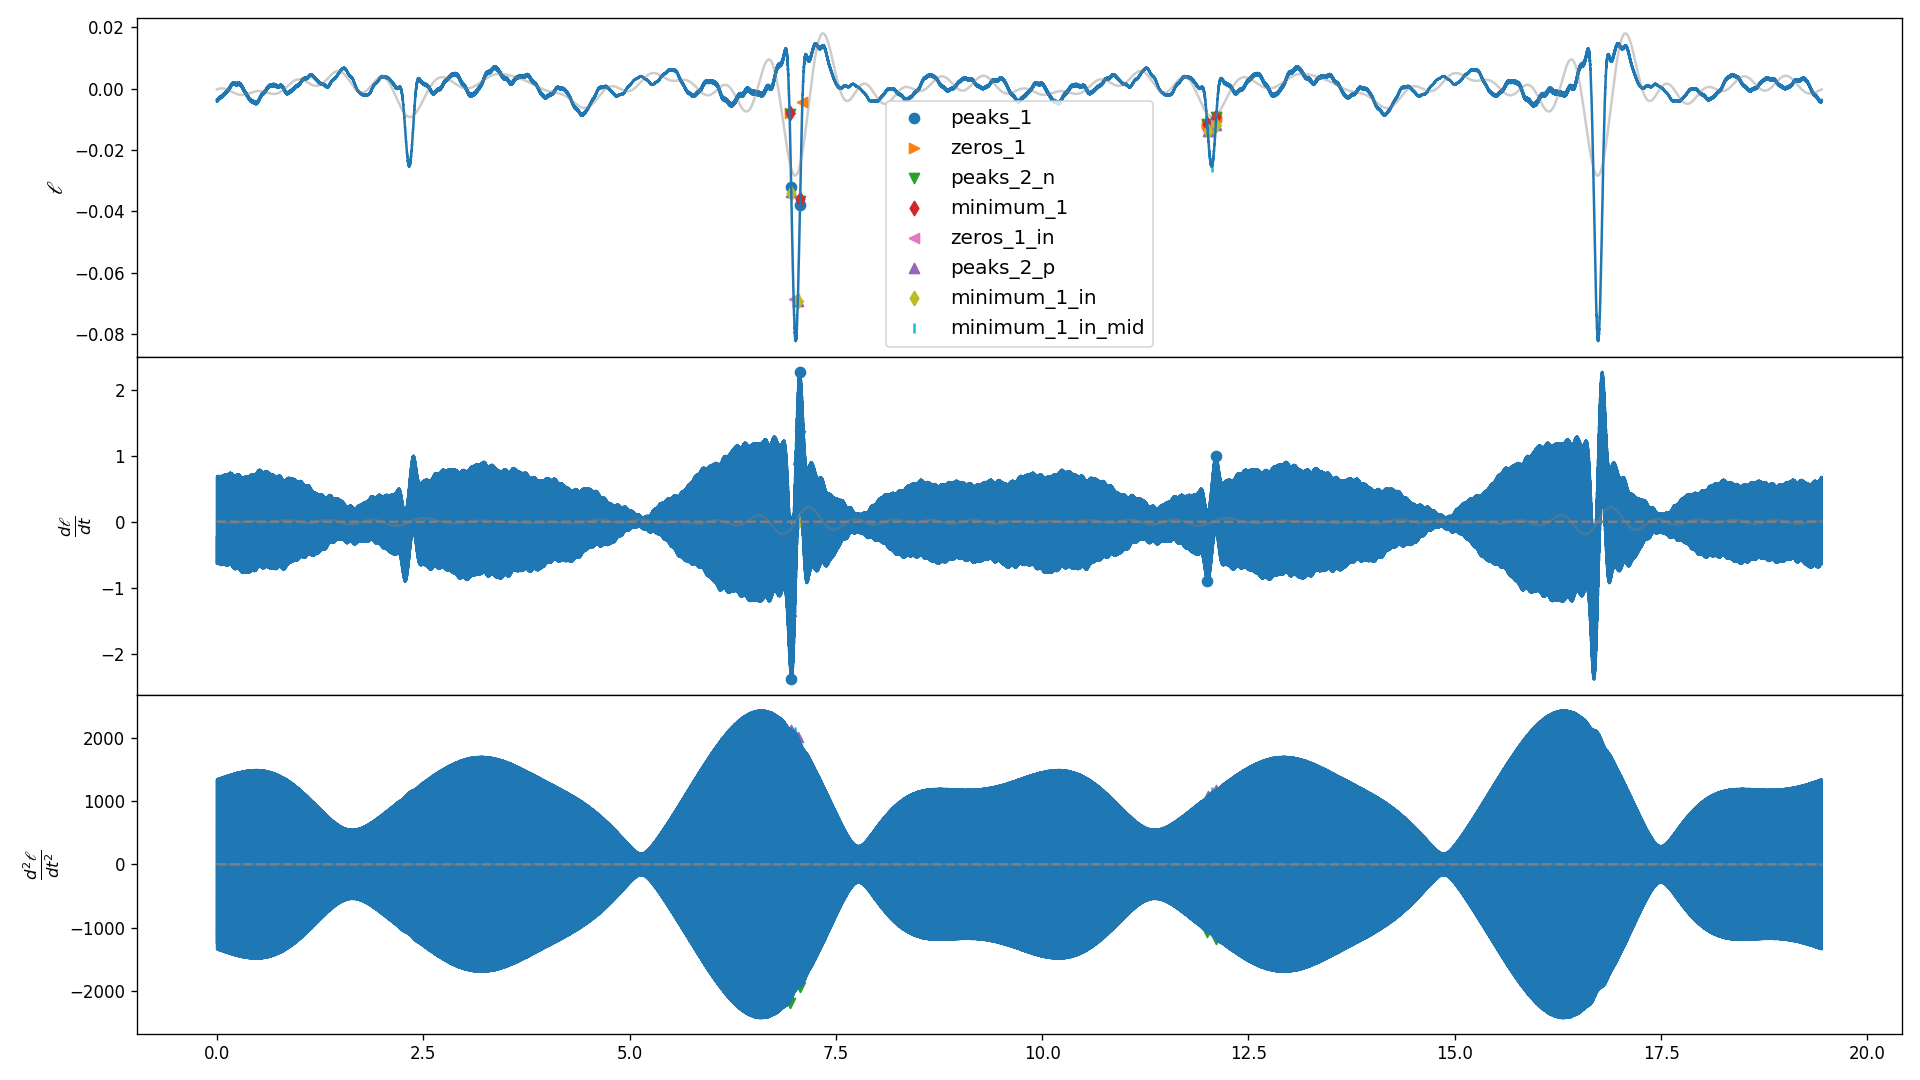 0.02
0.00
−0.02
−0.04
−0.06
−0.08
ℓ
peaks_1
zeros_1
peaks_2_n
minimum_1
zeros_1_in
peaks_2_p
minimum_1_in
minimum_1_in_mid
2
1
0
−1
−2
dℓ
dt
2000
1000
0
−1000
−2000
d²ℓ
dt²
0.0 2.5 5.0 7.5 10.0 12.5 15.0 17.5 20.0